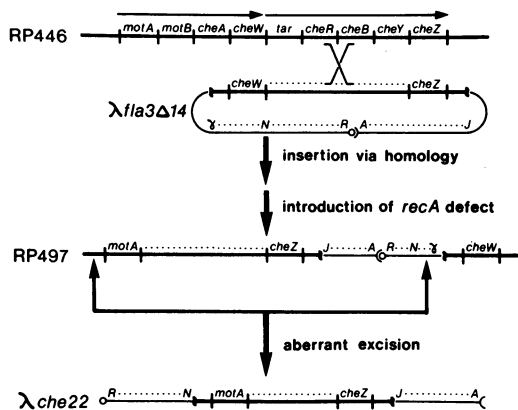 motA motB cheA cheW tar cheR cheB cheY cheZ
RP446
cheW cheZ
λfla3Δ14
γ N R A J
insertion via homology
introduction of recA defect
motA cheZ J A R N γ cheW
RP497
aberrant excision
R N motA cheZ J A
λche22